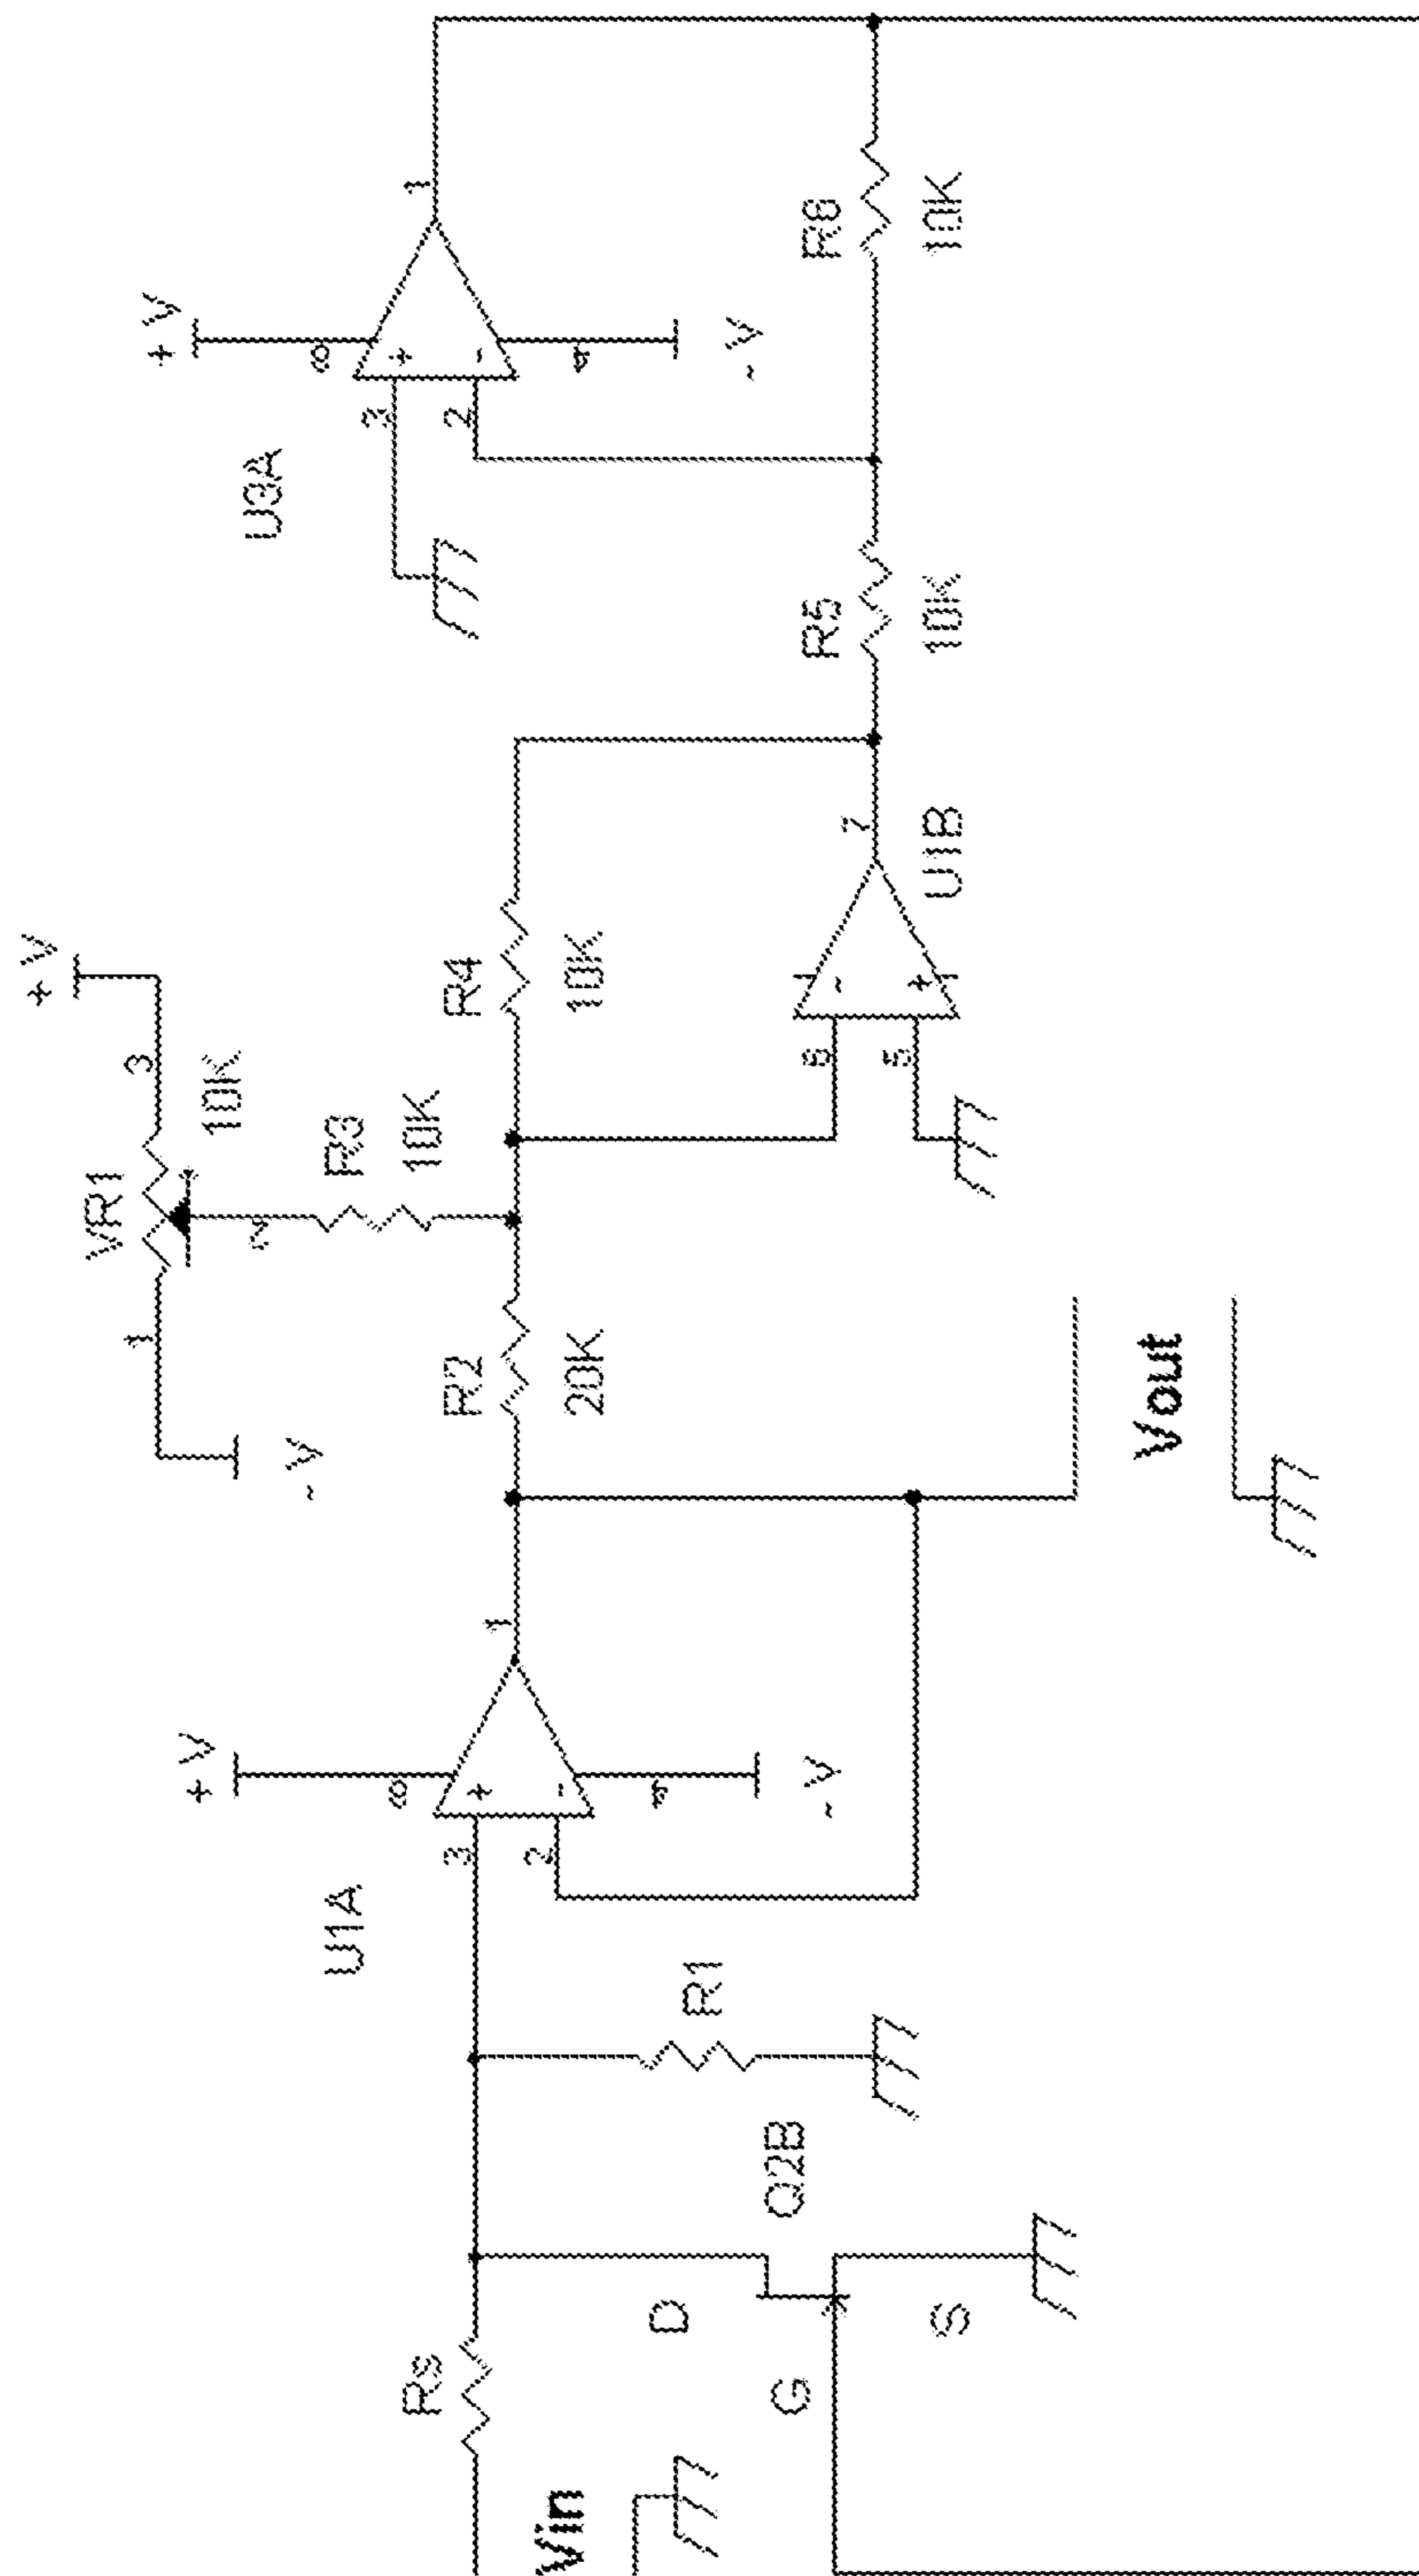 Vin
Rs
G
D
S
Q2B
R1
U1A
3
2
+V
8
4
-V
1
Vout
R2
20K
-V
1
VR1
10K
3
+V
2
R3
10K
R4
10K
6
5
7
U1B
R5
10K
U3A
3
2
+V
8
4
-V
1
R6
10K
+
-
-
+
+
-